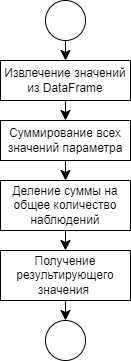 Извлечение значений
из DataFrame
Суммирование всех
значений параметра
Деление суммы на
общее количество
наблюдений
Получение
результирующего
значения